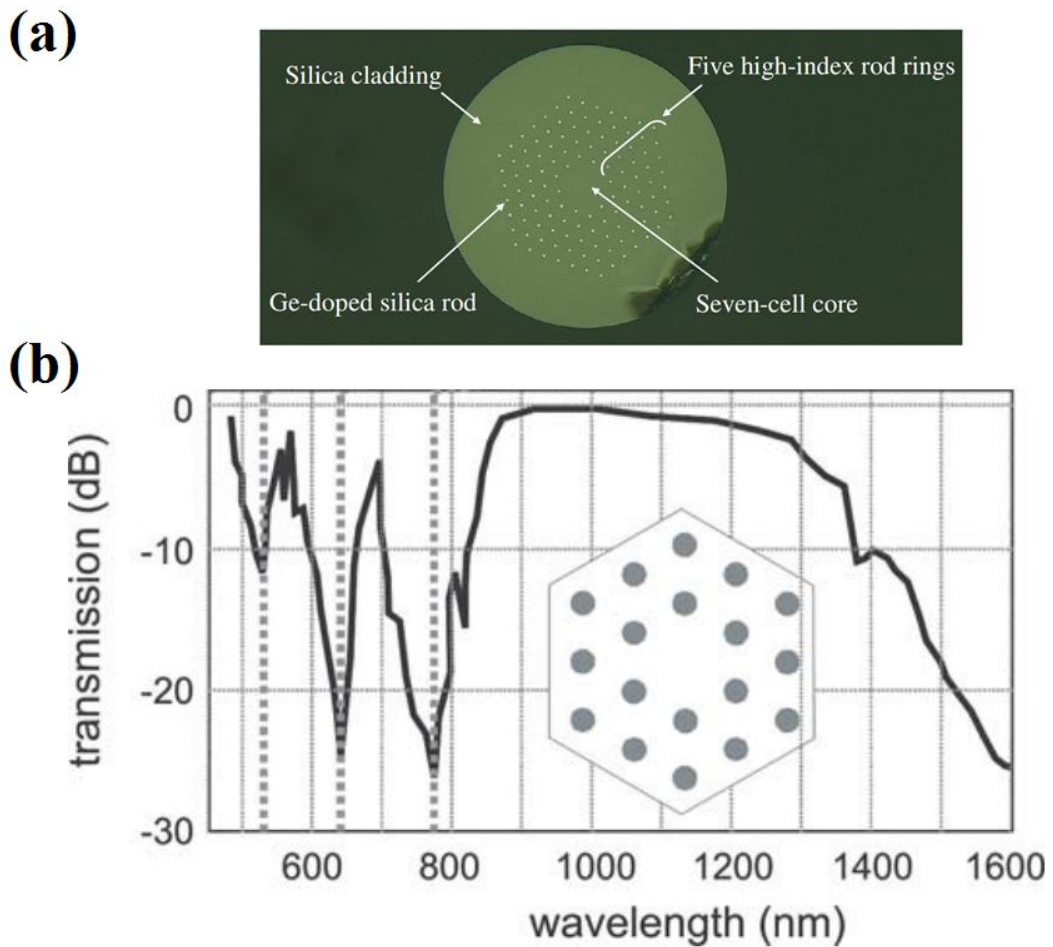 (a)
Silica cladding
Five high-index rod rings
Ge-doped silica rod
Seven-cell core
(b)
transmission (dB)
0
-10
-20
-30
600
800
1000
1200
1400
1600
wavelength (nm)